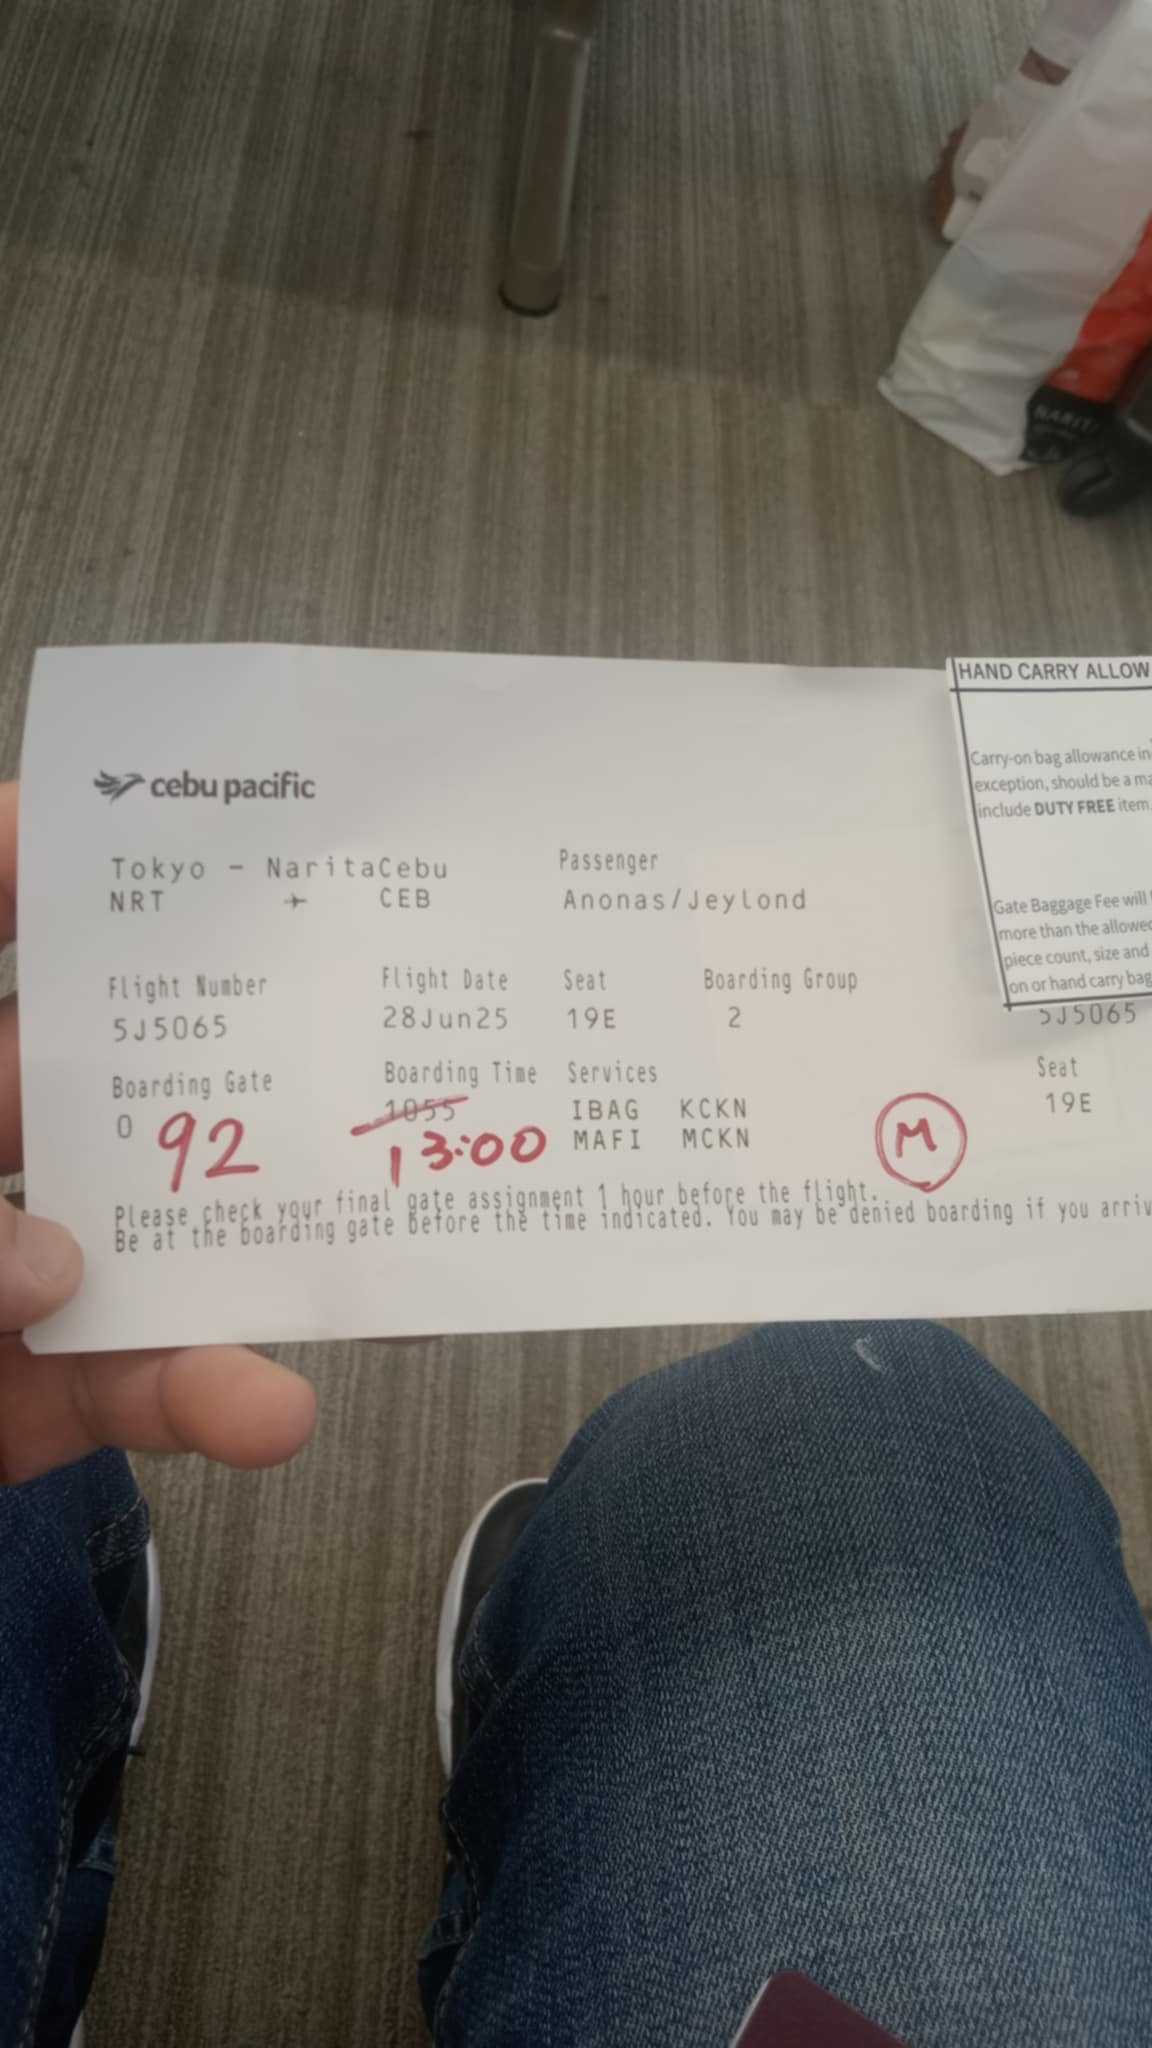 cebu pacific
Tokyo - NaritaCebu
NRT CEB
Passenger
Anonas/Jeylond
Flight Number
5J5065
Flight Date
28Jun25
Seat
19E
Boarding Group
2
Boarding Gate
0 92
Boarding Time
1055
13:00
Services
IBAG KCKN
MAFI MCKN
M
Please check your final gate assignment 1 hour before the flight.
Be at the boarding gate before the time indicated. You may be denied boarding if you arriv
HAND CARRY ALLOW
Carry-on bag allowance in
exception, should be a ma
include DUTY FREE item.
Gate Baggage Fee will
more than the allowed
piece count, size and
on or hand carry bag
5J5065
Seat
19E
NARIT